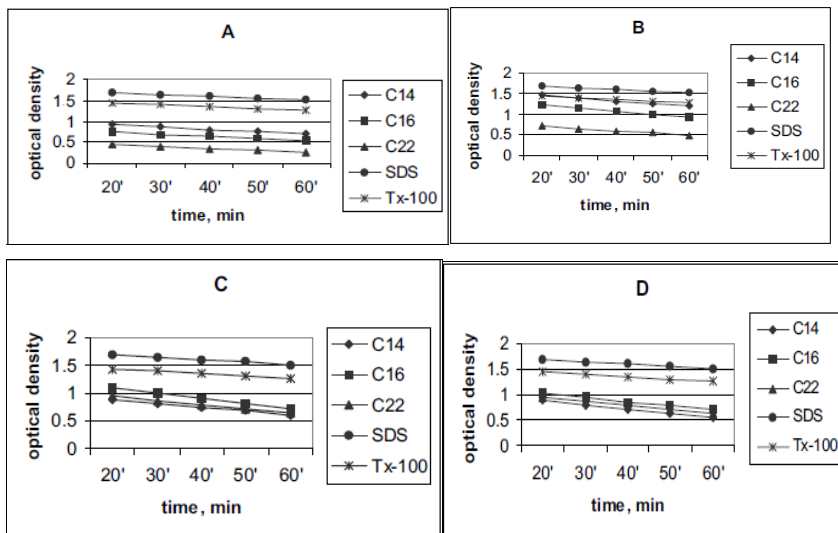 A
optical density
2
1.5
1
0.5
0
20' 30' 40' 50' 60'
time, min
C14
C16
C22
SDS
Tx-100
B
optical density
2
1.5
1
0.5
0
20' 30' 40' 50' 60'
time, min
C14
C16
C22
SDS
Tx-100
C
optical density
2
1.5
1
0.5
0
20' 30' 40' 50' 60'
time, min
C14
C16
C22
SDS
Tx-100
D
optical density
2
1.5
1
0.5
0
20' 30' 40' 50' 60'
time, min
C14
C16
C22
SDS
Tx-100